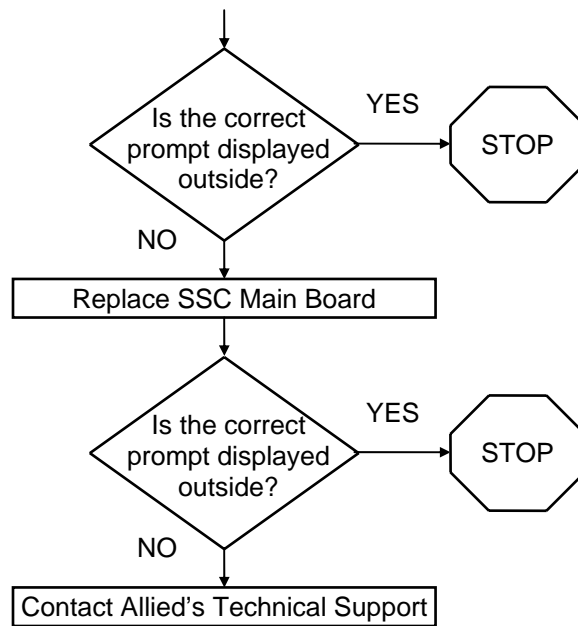 Is the correct
prompt displayed
outside?
YES
STOP
NO
Replace SSC Main Board
Is the correct
prompt displayed
outside?
YES
STOP
NO
Contact Allied's Technical Support